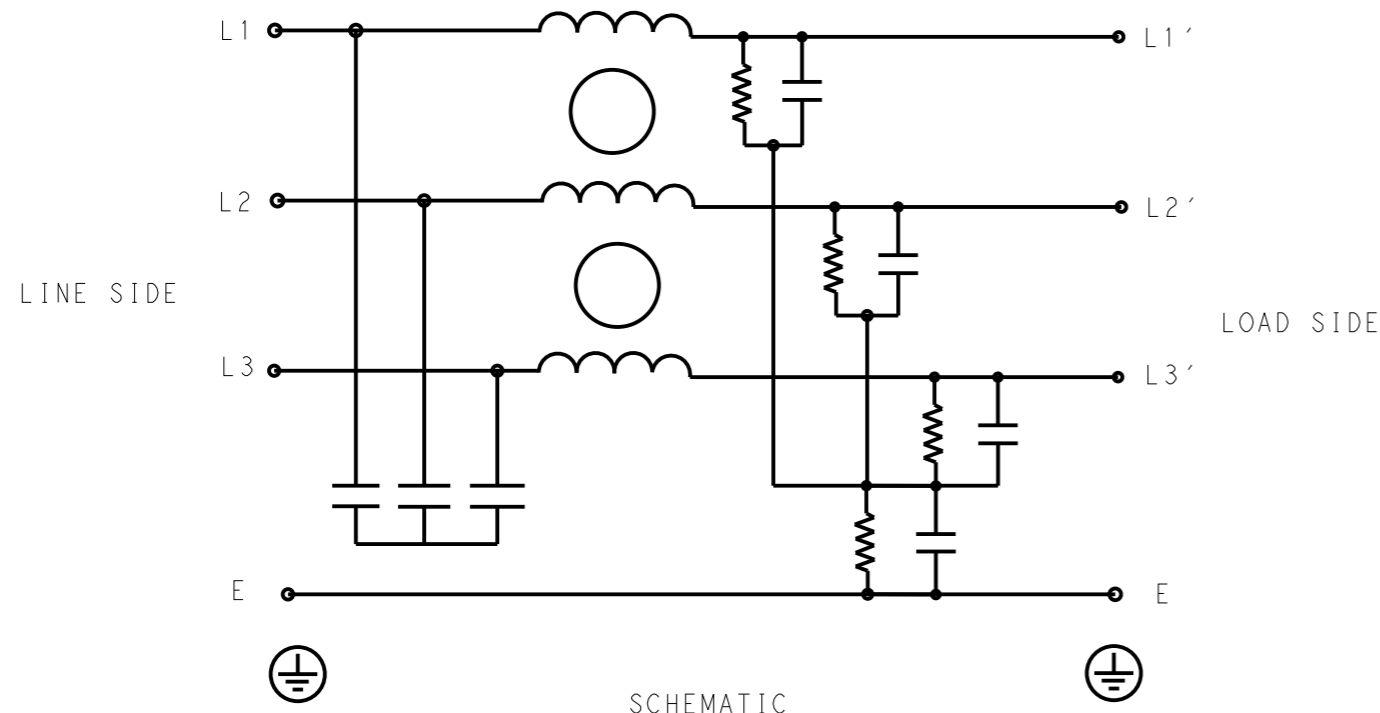 L1
L1´
L2
L2´
LINE SIDE
LOAD SIDE
L3
L3´
E
E
SCHEMATIC